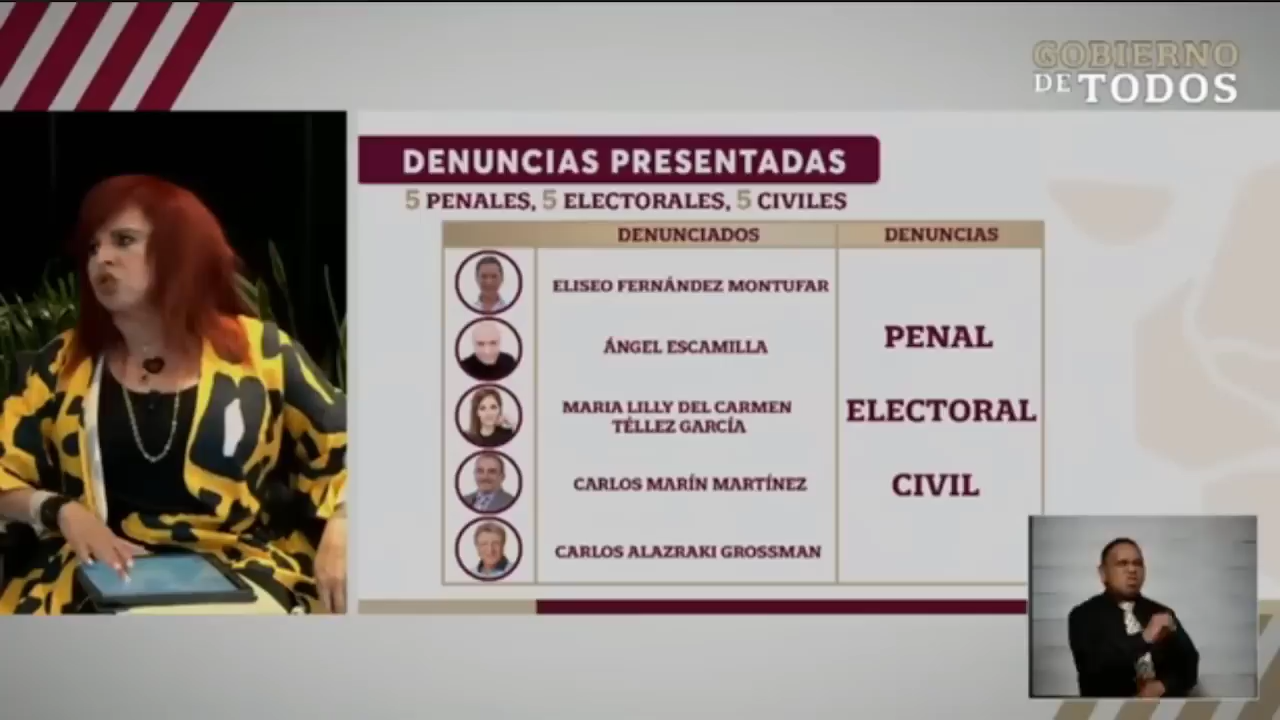 GOBIERNO
DE TODOS
DENUNCIAS PRESENTADAS
5 PENALES, 5 ELECTORALES, 5 CIVILES
DENUNCIADOS
DENUNCIAS
ELISEO FERNÁNDEZ MONTUFAR
ÁNGEL ESCAMILLA
MARIA LILLY DEL CARMEN
TÉLLEZ GARCÍA
CARLOS MARÍN MARTÍNEZ
CARLOS ALAZRAKI GROSSMAN
PENAL
ELECTORAL
CIVIL